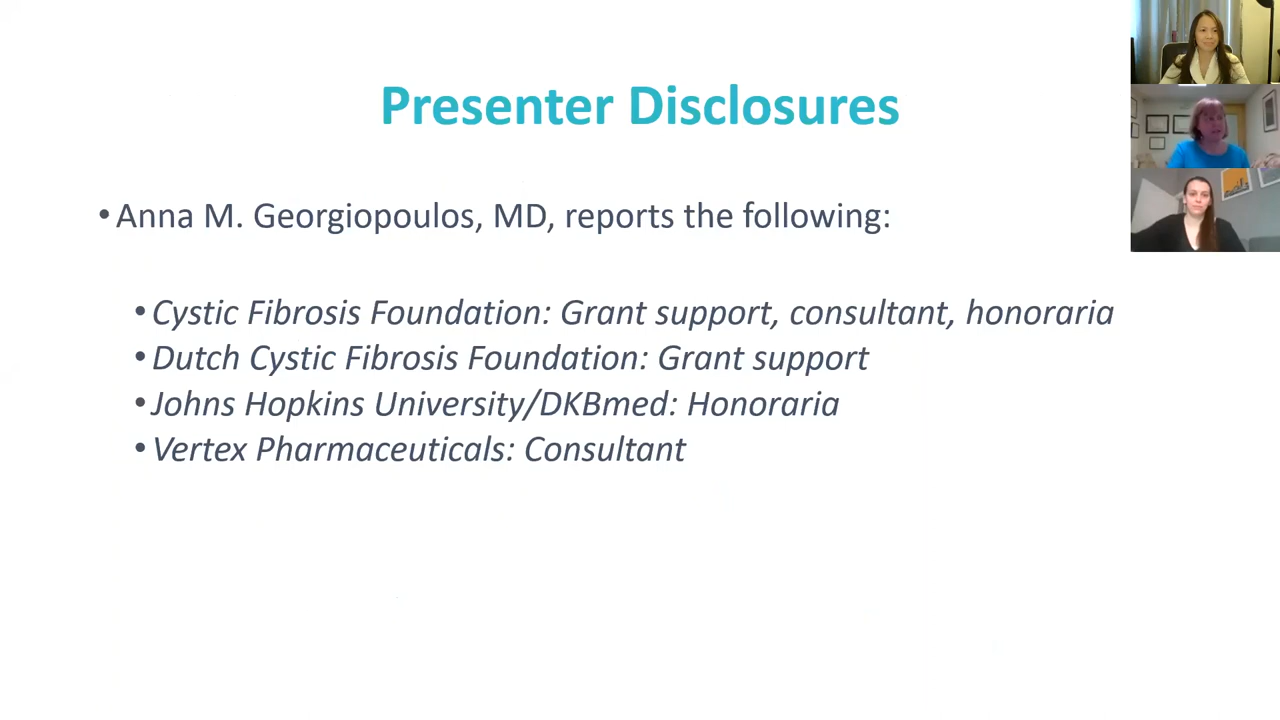 Presenter Disclosures
• Anna M. Georgiopoulos, MD, reports the following:
• Cystic Fibrosis Foundation: Grant support, consultant, honoraria
• Dutch Cystic Fibrosis Foundation: Grant support
• Johns Hopkins University/DKBmed: Honoraria
• Vertex Pharmaceuticals: Consultant